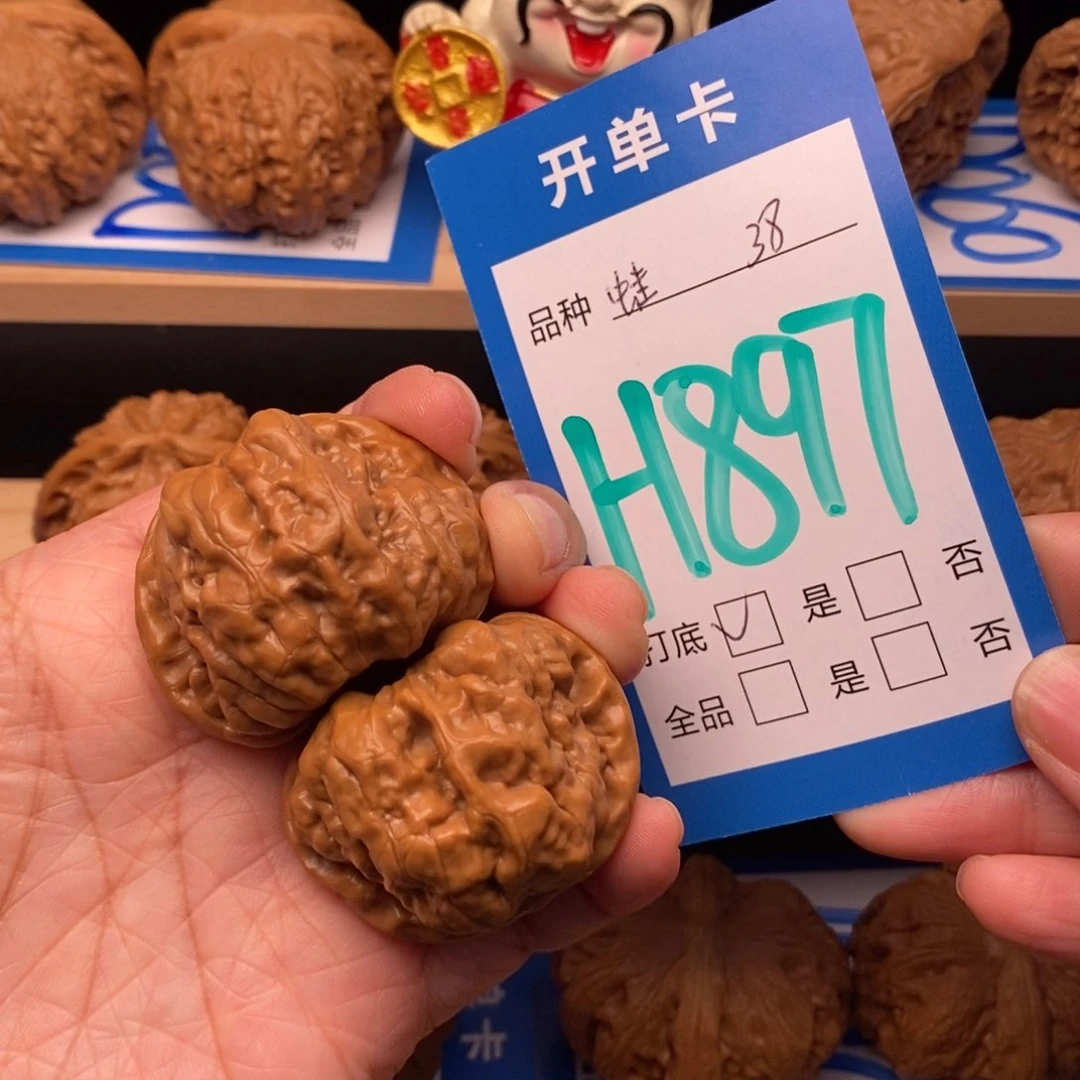 开单卡
品种 蛙 38
H897
打底 ☑ 是 ☐ 否
全品 ☐ 是 ☐ 否